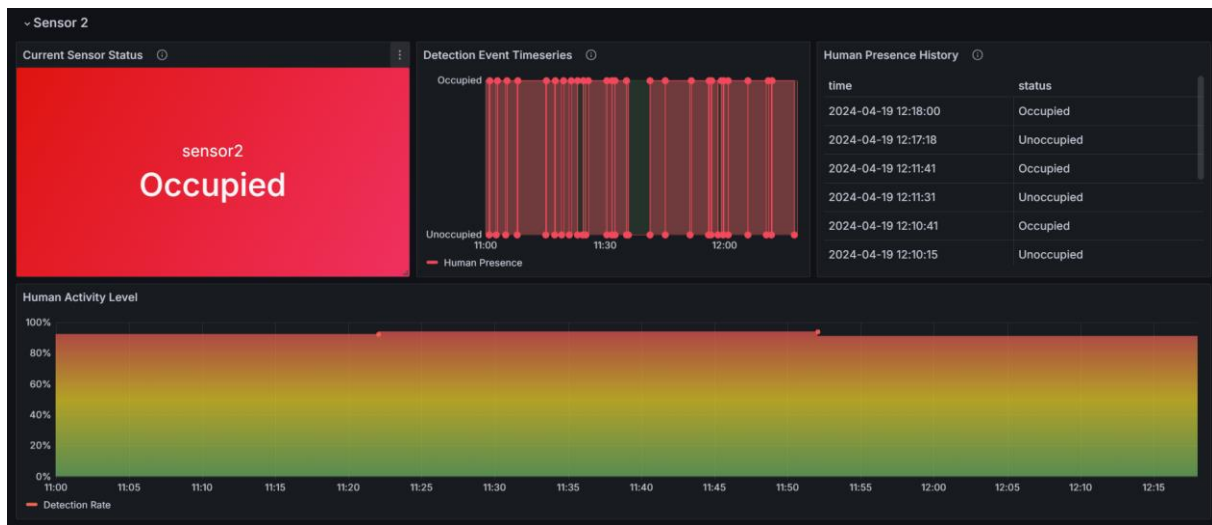 Sensor 2
Current Sensor Status
sensor2
Occupied
Detection Event Timeseries
Occupied
Unoccupied
11:00 11:30 12:00
Human Presence
Human Presence History
time status
2024-04-19 12:18:00 Occupied
2024-04-19 12:17:18 Unoccupied
2024-04-19 12:11:41 Occupied
2024-04-19 12:11:31 Unoccupied
2024-04-19 12:10:41 Occupied
2024-04-19 12:10:15 Unoccupied
Human Activity Level
100%
80%
60%
40%
20%
0%
11:00 11:05 11:10 11:15 11:20 11:25 11:30 11:35 11:40 11:45 11:50 11:55 12:00 12:05 12:10 12:15
Detection Rate